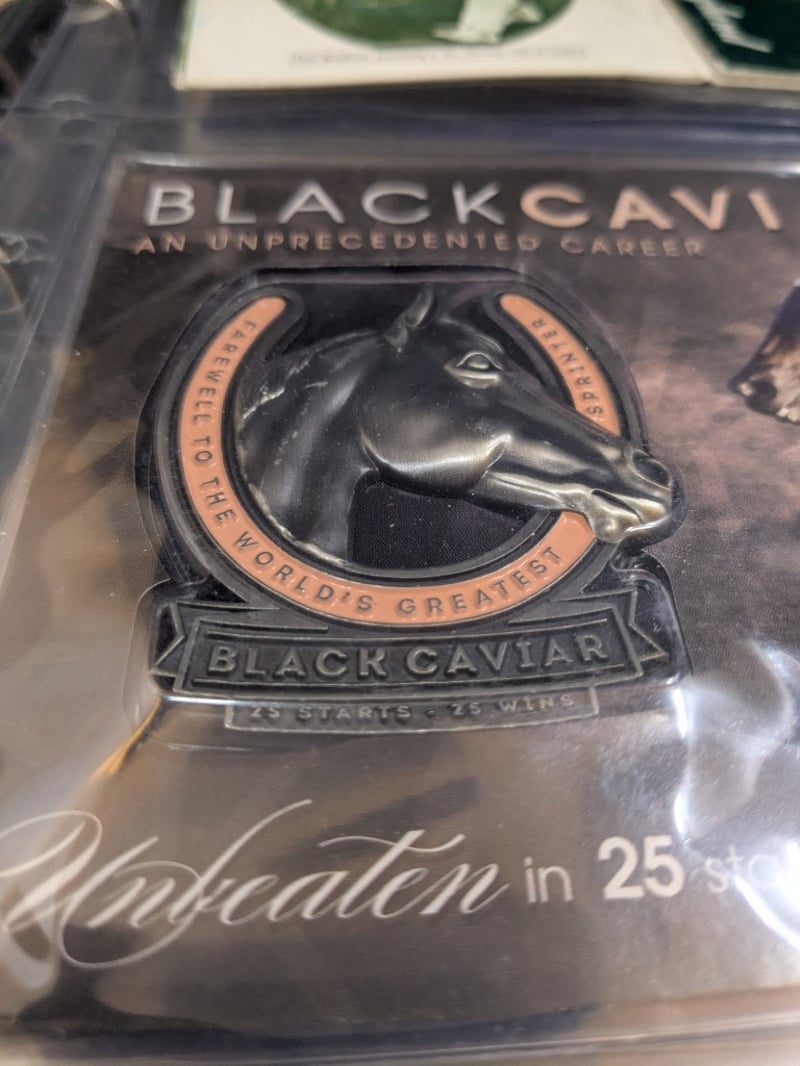 BLACKCAVI
AN UNPRECEDENTED CAREER
FAREWELL TO THE WORLD'S GREATEST SPRINTER
BLACK CAVIAR
25 STARTS - 25 WINS
Unbeaten in 25 sta